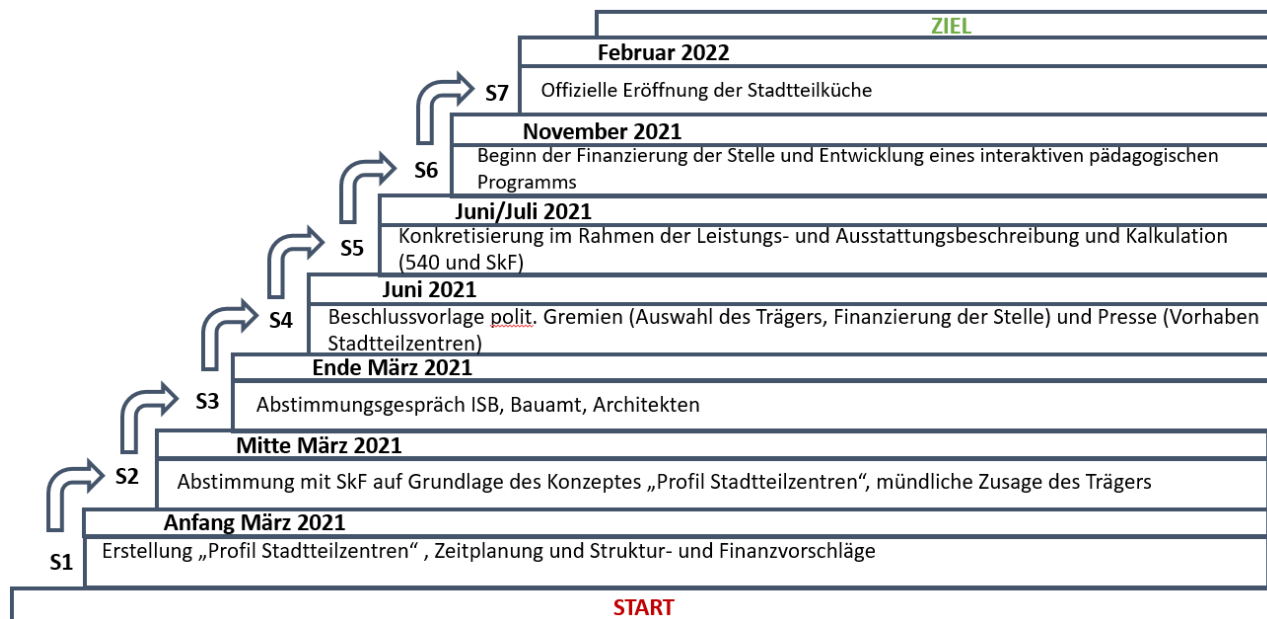 ZIEL
Februar 2022
S7
Offizielle Eröffnung der Stadtteilküche
November 2021
S6
Beginn der Finanzierung der Stelle und Entwicklung eines interaktiven pädagogischen
Programms
Juni/Juli 2021
S5
Konkretisierung im Rahmen der Leistungs- und Ausstattungsbeschreibung und Kalkulation
(540 und SkF)
Juni 2021
S4
Beschlussvorlage polit. Gremien (Auswahl des Trägers, Finanzierung der Stelle) und Presse (Vorhaben
Stadtteilzentren)
Ende März 2021
S3
Abstimmungsgespräch ISB, Bauamt, Architekten
Mitte März 2021
S2
Abstimmung mit SkF auf Grundlage des Konzeptes „Profil Stadtteilzentren“, mündliche Zusage des Trägers
Anfang März 2021
S1
Erstellung „Profil Stadtteilzentren“ , Zeitplanung und Struktur- und Finanzvorschläge
START